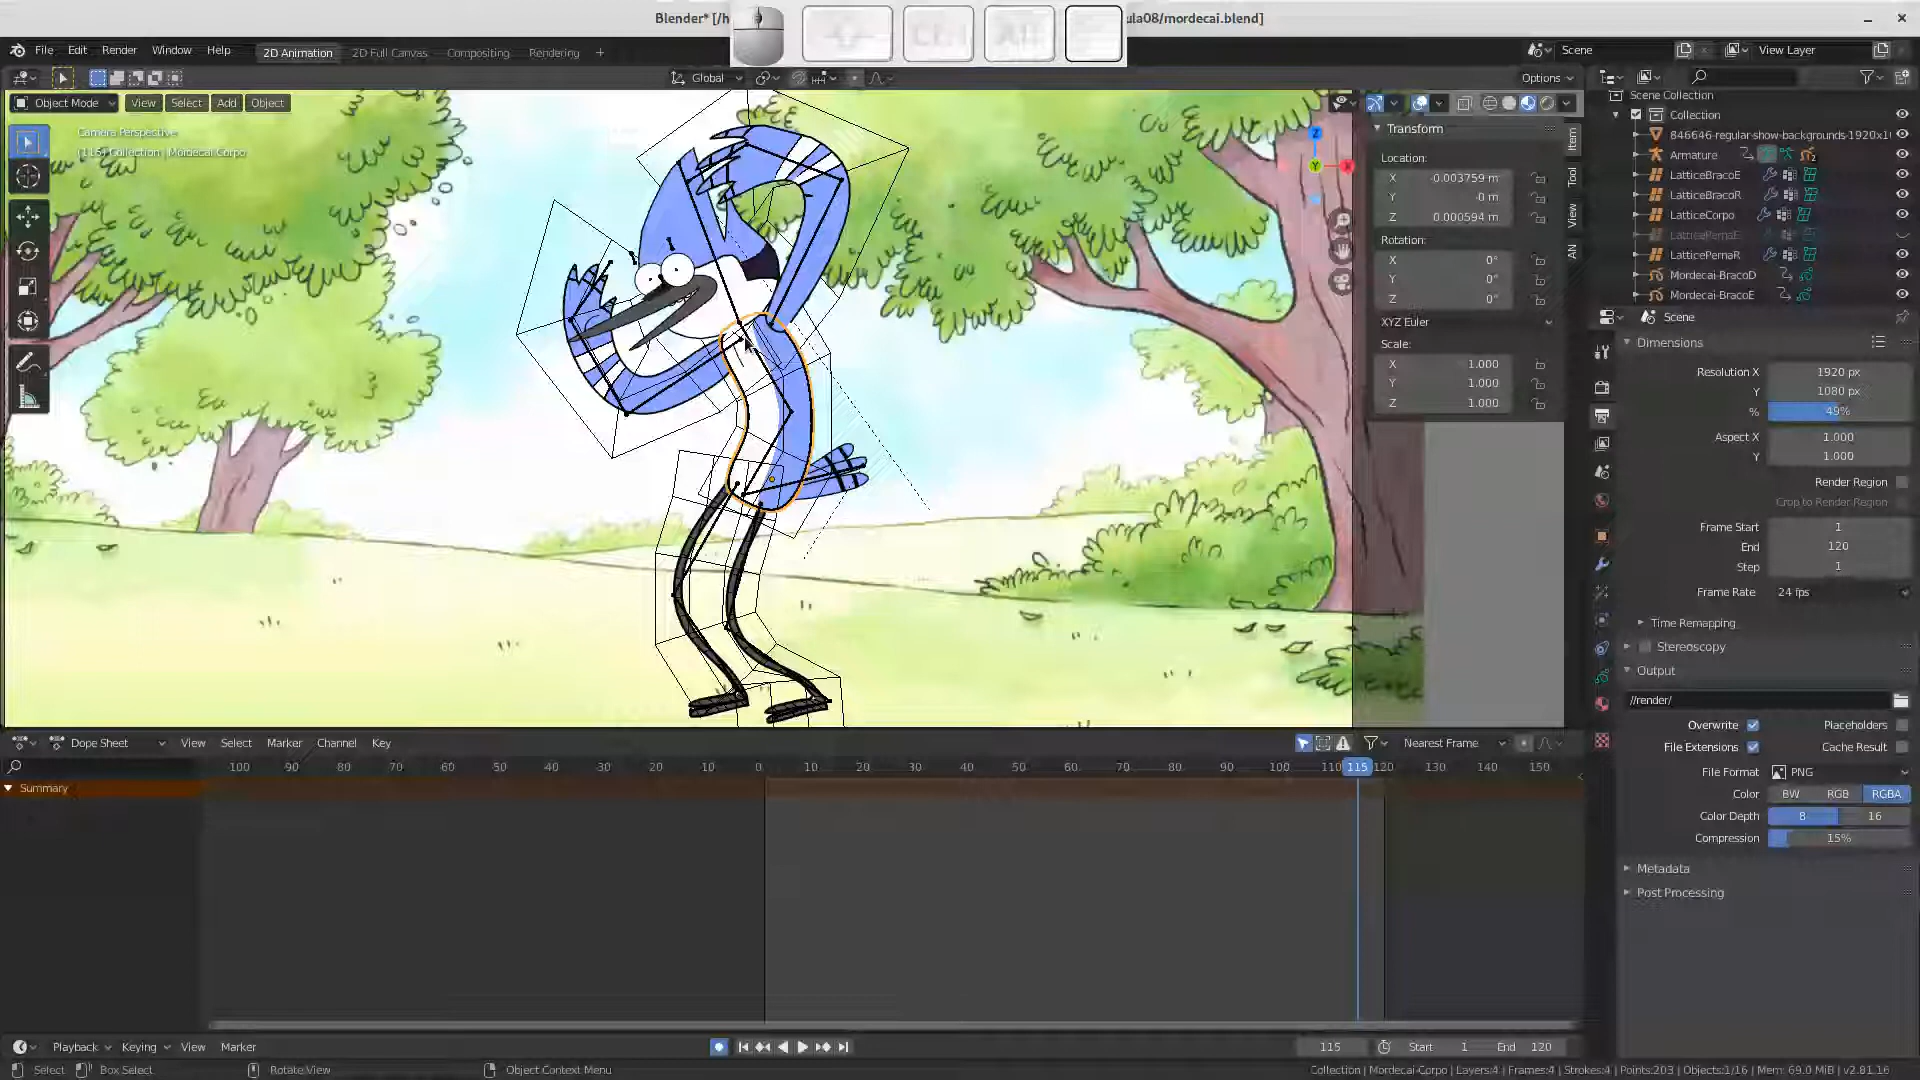 Blender* [/h
ula08/mordecai.blend]
Ctrl
Alt
File Edit Render Window Help
2D Animation 2D Full Canvas Compositing Rendering +
Scene
View Layer
Global
Options
Object Mode View Select Add Object
Camera Perspective
(115) Collection | Mordecai-Corpo
Z
Y
X
Transform
Location:
X -0.003759 m
Y -0 m
Z 0.000594 m
Rotation:
X 0°
Y 0°
Z 0°
XYZ Euler
Scale:
X 1.000
Y 1.000
Z 1.000
Item
Tool
View
AN
Scene Collection
Collection
846646-regular-show-backgrounds-1920x1
Armature
2
LatticeBracoE
LatticeBracoR
LatticeCorpo
LatticePernaE
LatticePernaR
Mordecai-BracoD
Mordecai-BracoE
Scene
Dimensions
Resolution X 1920 px
Y 1080 px
% 49%
Aspect X 1.000
Y 1.000
Render Region
Crop to Render Region
Frame Start 1
End 120
Step 1
Frame Rate 24 fps
Time Remapping
Stereoscopy
Output
//render/
Overwrite
Placeholders
File Extensions
Cache Result
File Format PNG
Color BW RGB RGBA
Color Depth 8 16
Compression 15%
Metadata
Post Processing
Dope Sheet View Select Marker Channel Key
Nearest Frame
-100 -90 -80 -70 -60 -50 -40 -30 -20 -10 0 10 20 30 40 50 60 70 80 90 100 110 115 120 130 140 150
Summary
Playback Keying View Marker
115 Start 1 End 120
Select Box Select Rotate View Object Context Menu
Collection | Mordecai-Corpo | Layers:4 | Frames:4 | Strokes:4 | Points:203 | Objects:1/16 | Mem: 69.0 MiB | v2.81.16